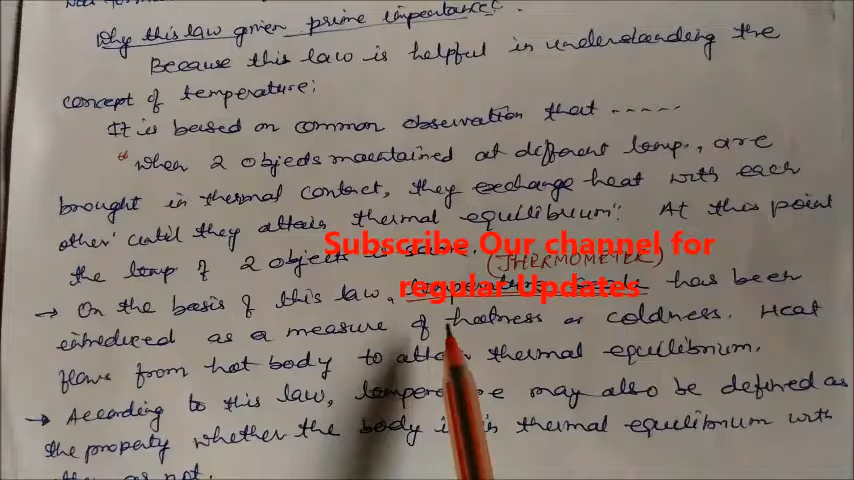 Why this law given prime importance?
Because this law is helpful in understanding the
concept of temperature;
It is based on common observation that -----
" When 2 objects maintained at different temp., are
brought in thermal contact, they exchange heat with each
other until they attain thermal equilibrium". At this point
the temp of 2 objects is same.
(THERMOMETER)
Subscribe Our channel for
regular Updates
→ On the basis of this law, has been
introduced as a measure of hotness or coldness. Heat
flows from hot body to attain thermal equilibrium.
→ According to this law, temperature may also be defined as
the property whether the body is in thermal equilibrium with
or not.